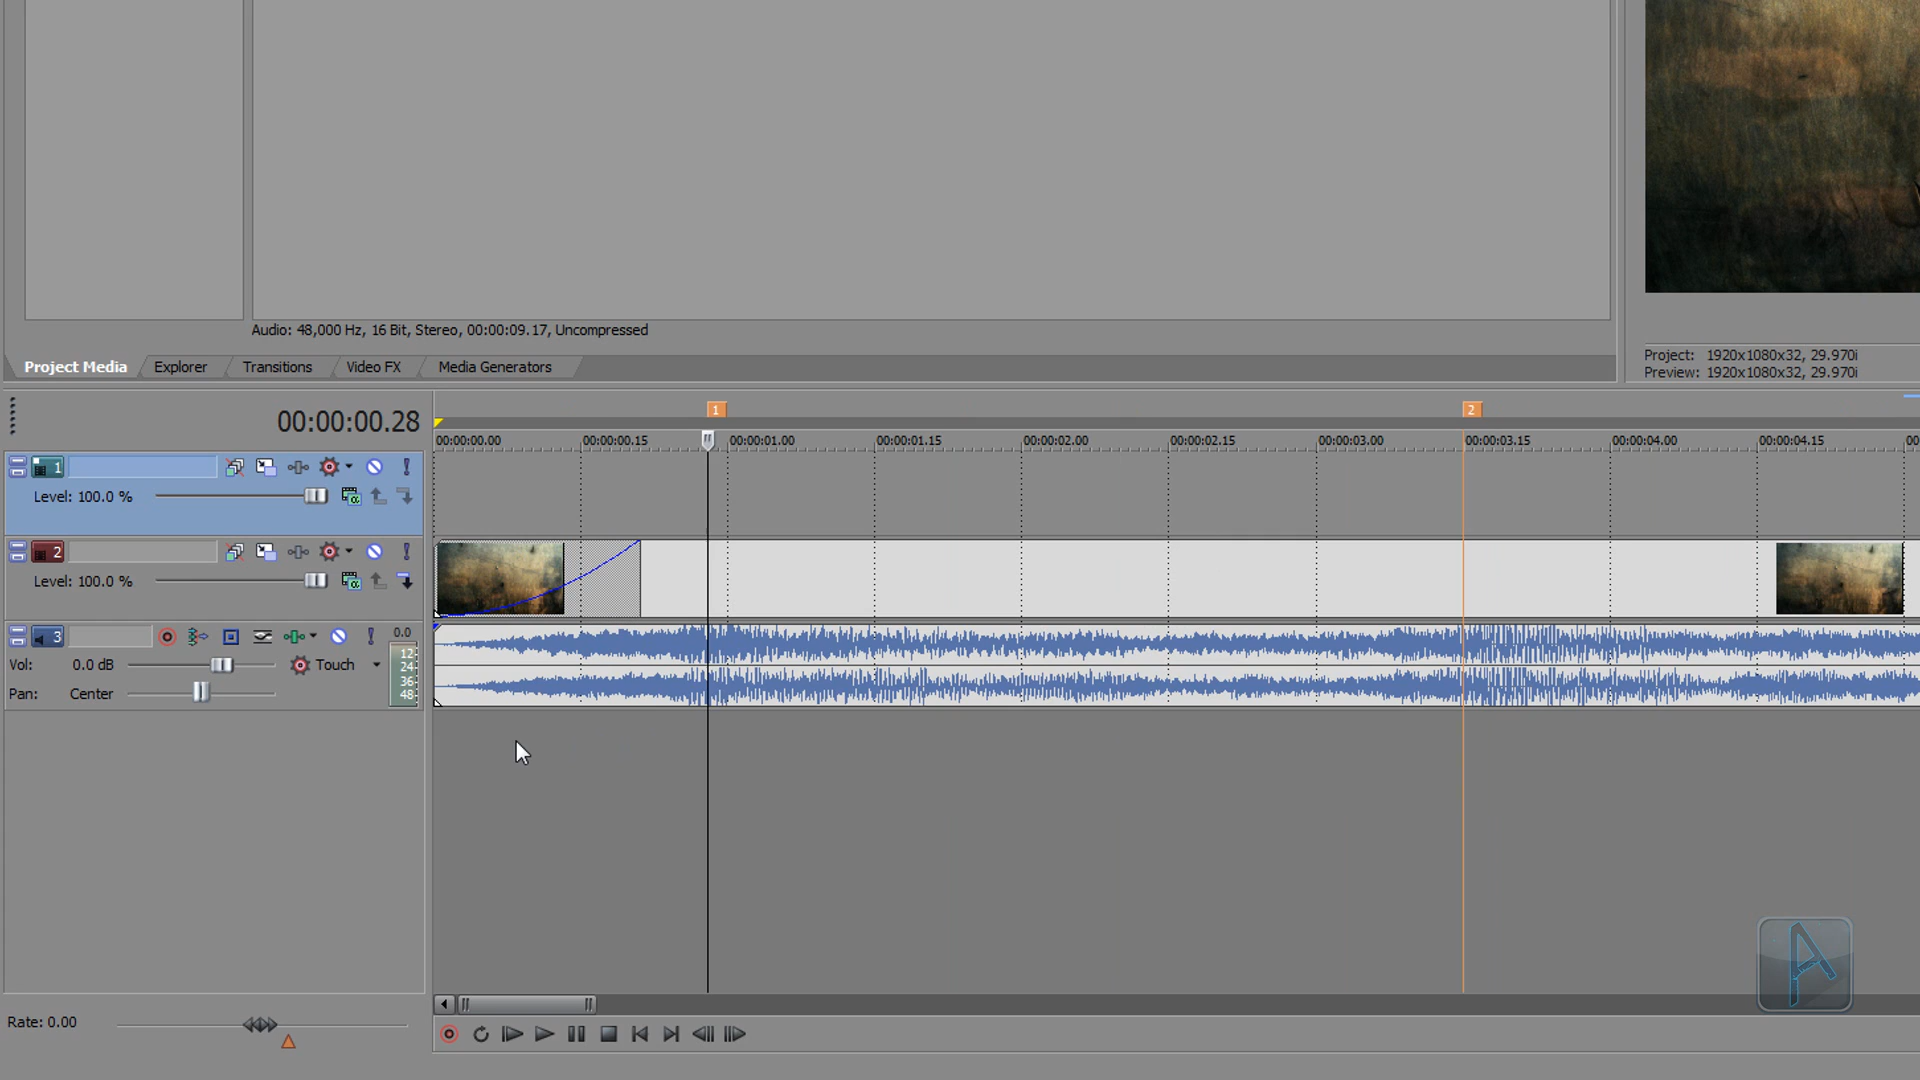 Audio: 48,000 Hz, 16 Bit, Stereo, 00:00:09.17, Uncompressed
Project Media Explorer Transitions Video FX Media Generators
Project: 1920x1080x32, 29.970i
Preview: 1920x1080x32, 29.970i
00:00:00.28
1 2
00:00:00.00 00:00:00.15 00:00:01.00 00:00:01.15 00:00:02.00 00:00:02.15 00:00:03.00 00:00:03.15 00:00:04.00 00:00:04.15 00
1
Level: 100.0 %
2
Level: 100.0 %
3 0.0
Vol: 0.0 dB Touch
Pan: Center
12
24
36
48
A
Rate: 0.00